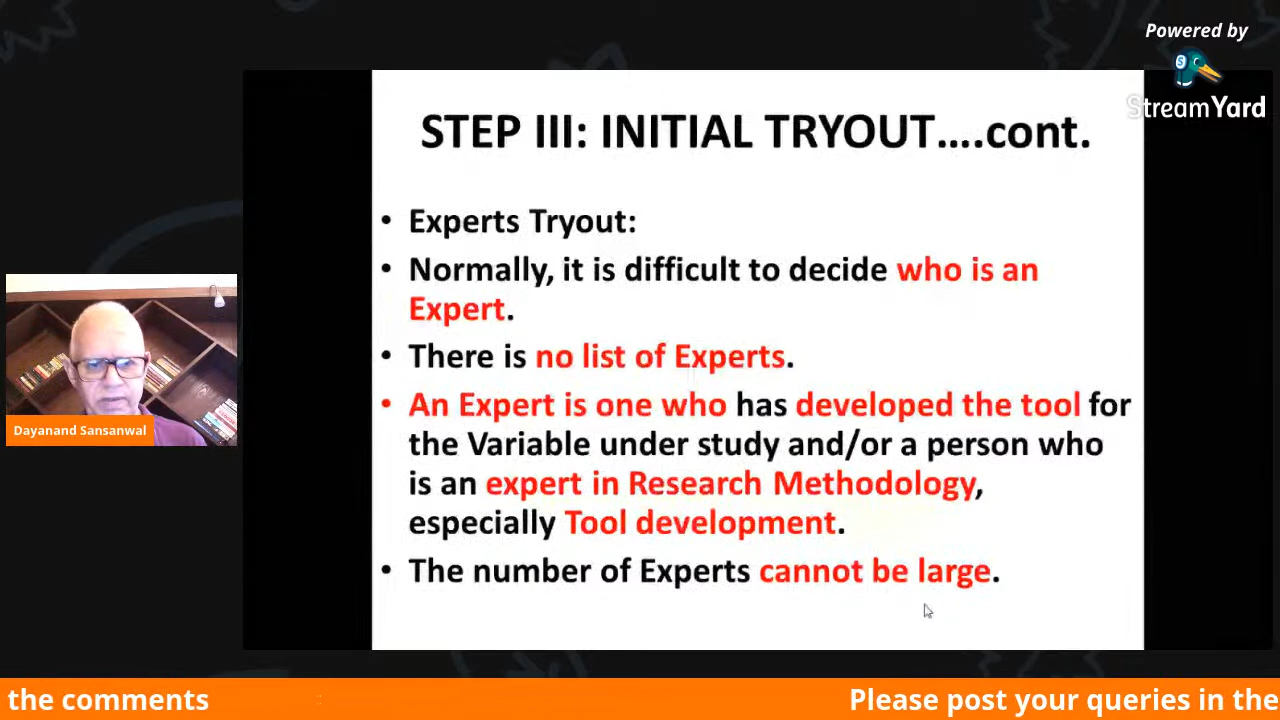 Powered by
StreamYard
STEP III: INITIAL TRYOUT....cont.
• Experts Tryout:
• Normally, it is difficult to decide who is an
Expert.
• There is no list of Experts.
• An Expert is one who has developed the tool for
the Variable under study and/or a person who
is an expert in Research Methodology,
especially Tool development.
• The number of Experts cannot be large.
Dayanand Sansanwal
the comments
Please post your queries in the